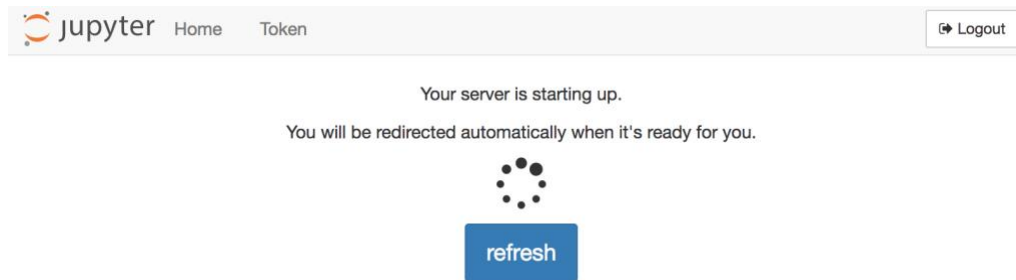 jupyter Home Token Logout
Your server is starting up.
You will be redirected automatically when it's ready for you.
refresh